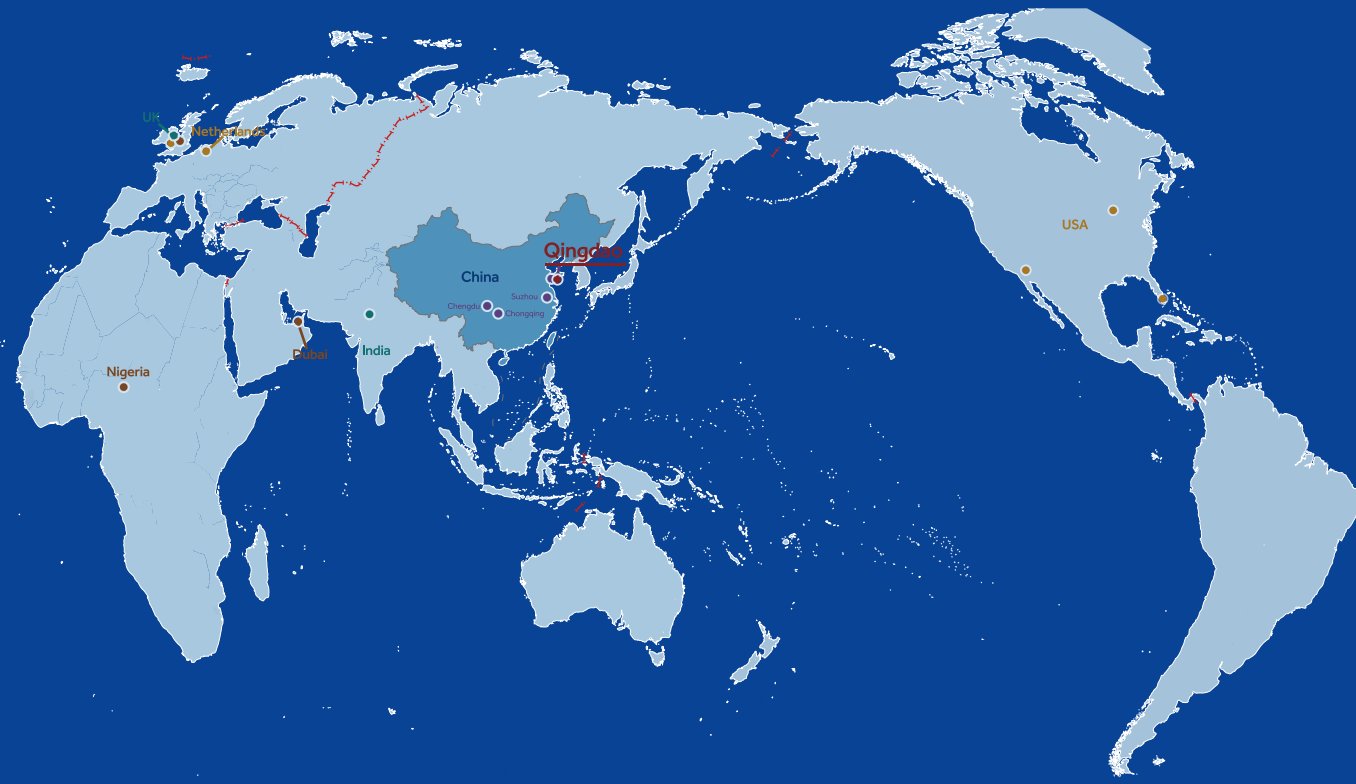 UK
Netherlands
USA
Qingdao
China
Suzhou
Chengdu
Chongqing
India
Dubai
Nigeria